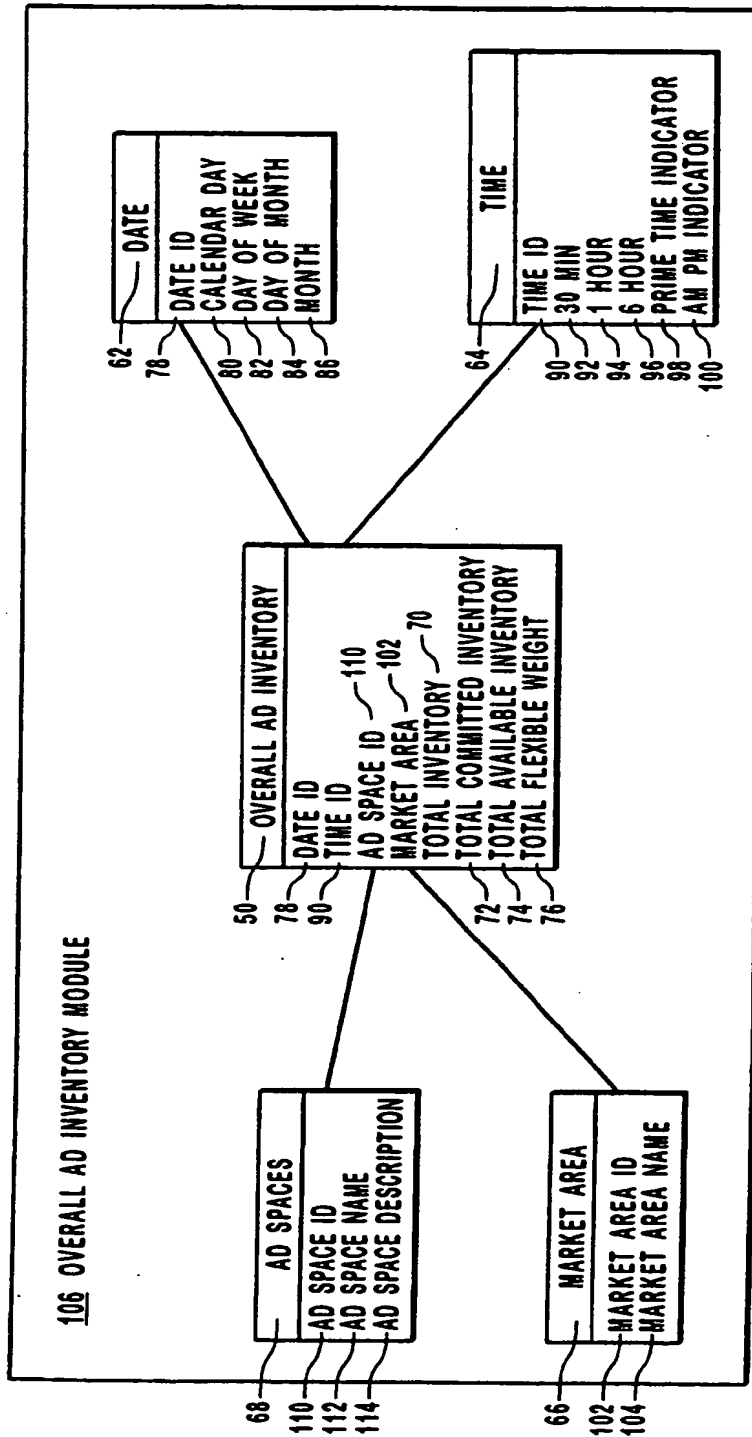 106 OVERALL AD INVENTORY MODULE
68 AD SPACES
110 AD SPACE ID
112 AD SPACE NAME
114 AD SPACE DESCRIPTION
66 MARKET AREA
102 MARKET AREA ID
104 MARKET AREA NAME
50 OVERALL AD INVENTORY
78 DATE ID
90 TIME ID
AD SPACE ID 110
MARKET AREA 102
TOTAL INVENTORY 70
72 TOTAL COMMITTED INVENTORY
74 TOTAL AVAILABLE INVENTORY
76 TOTAL FLEXIBLE WEIGHT
62 DATE
78 DATE ID
80 CALENDAR DAY
82 DAY OF WEEK
84 DAY OF MONTH
86 MONTH
64 TIME
90 TIME ID
92 30 MIN
94 1 HOUR
96 6 HOUR
98 PRIME TIME INDICATOR
100 AM PM INDICATOR